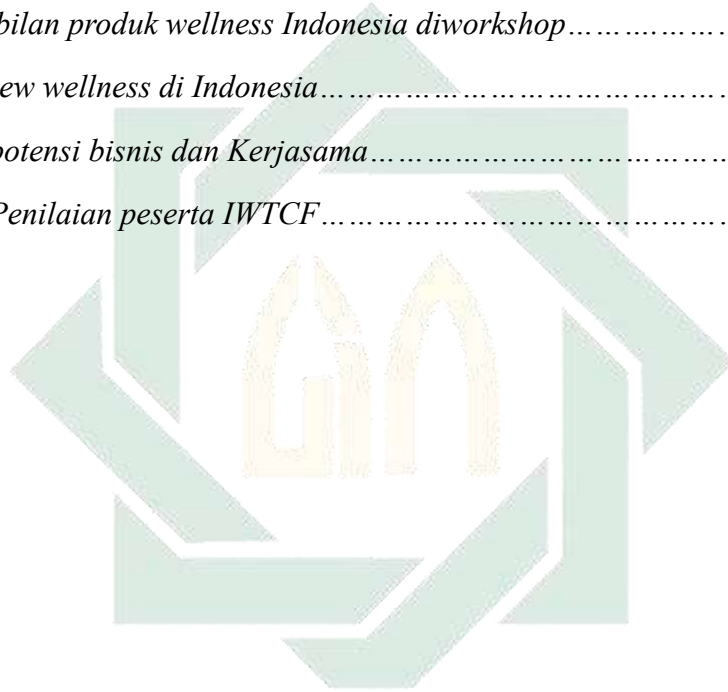 bilan produk wellness Indonesia diworkshop……….……….
ew wellness di Indonesia………………………………………….
potensi bisnis dan Kerjasama…………………………………….
Penilaian peserta IWTCF………………………………………….